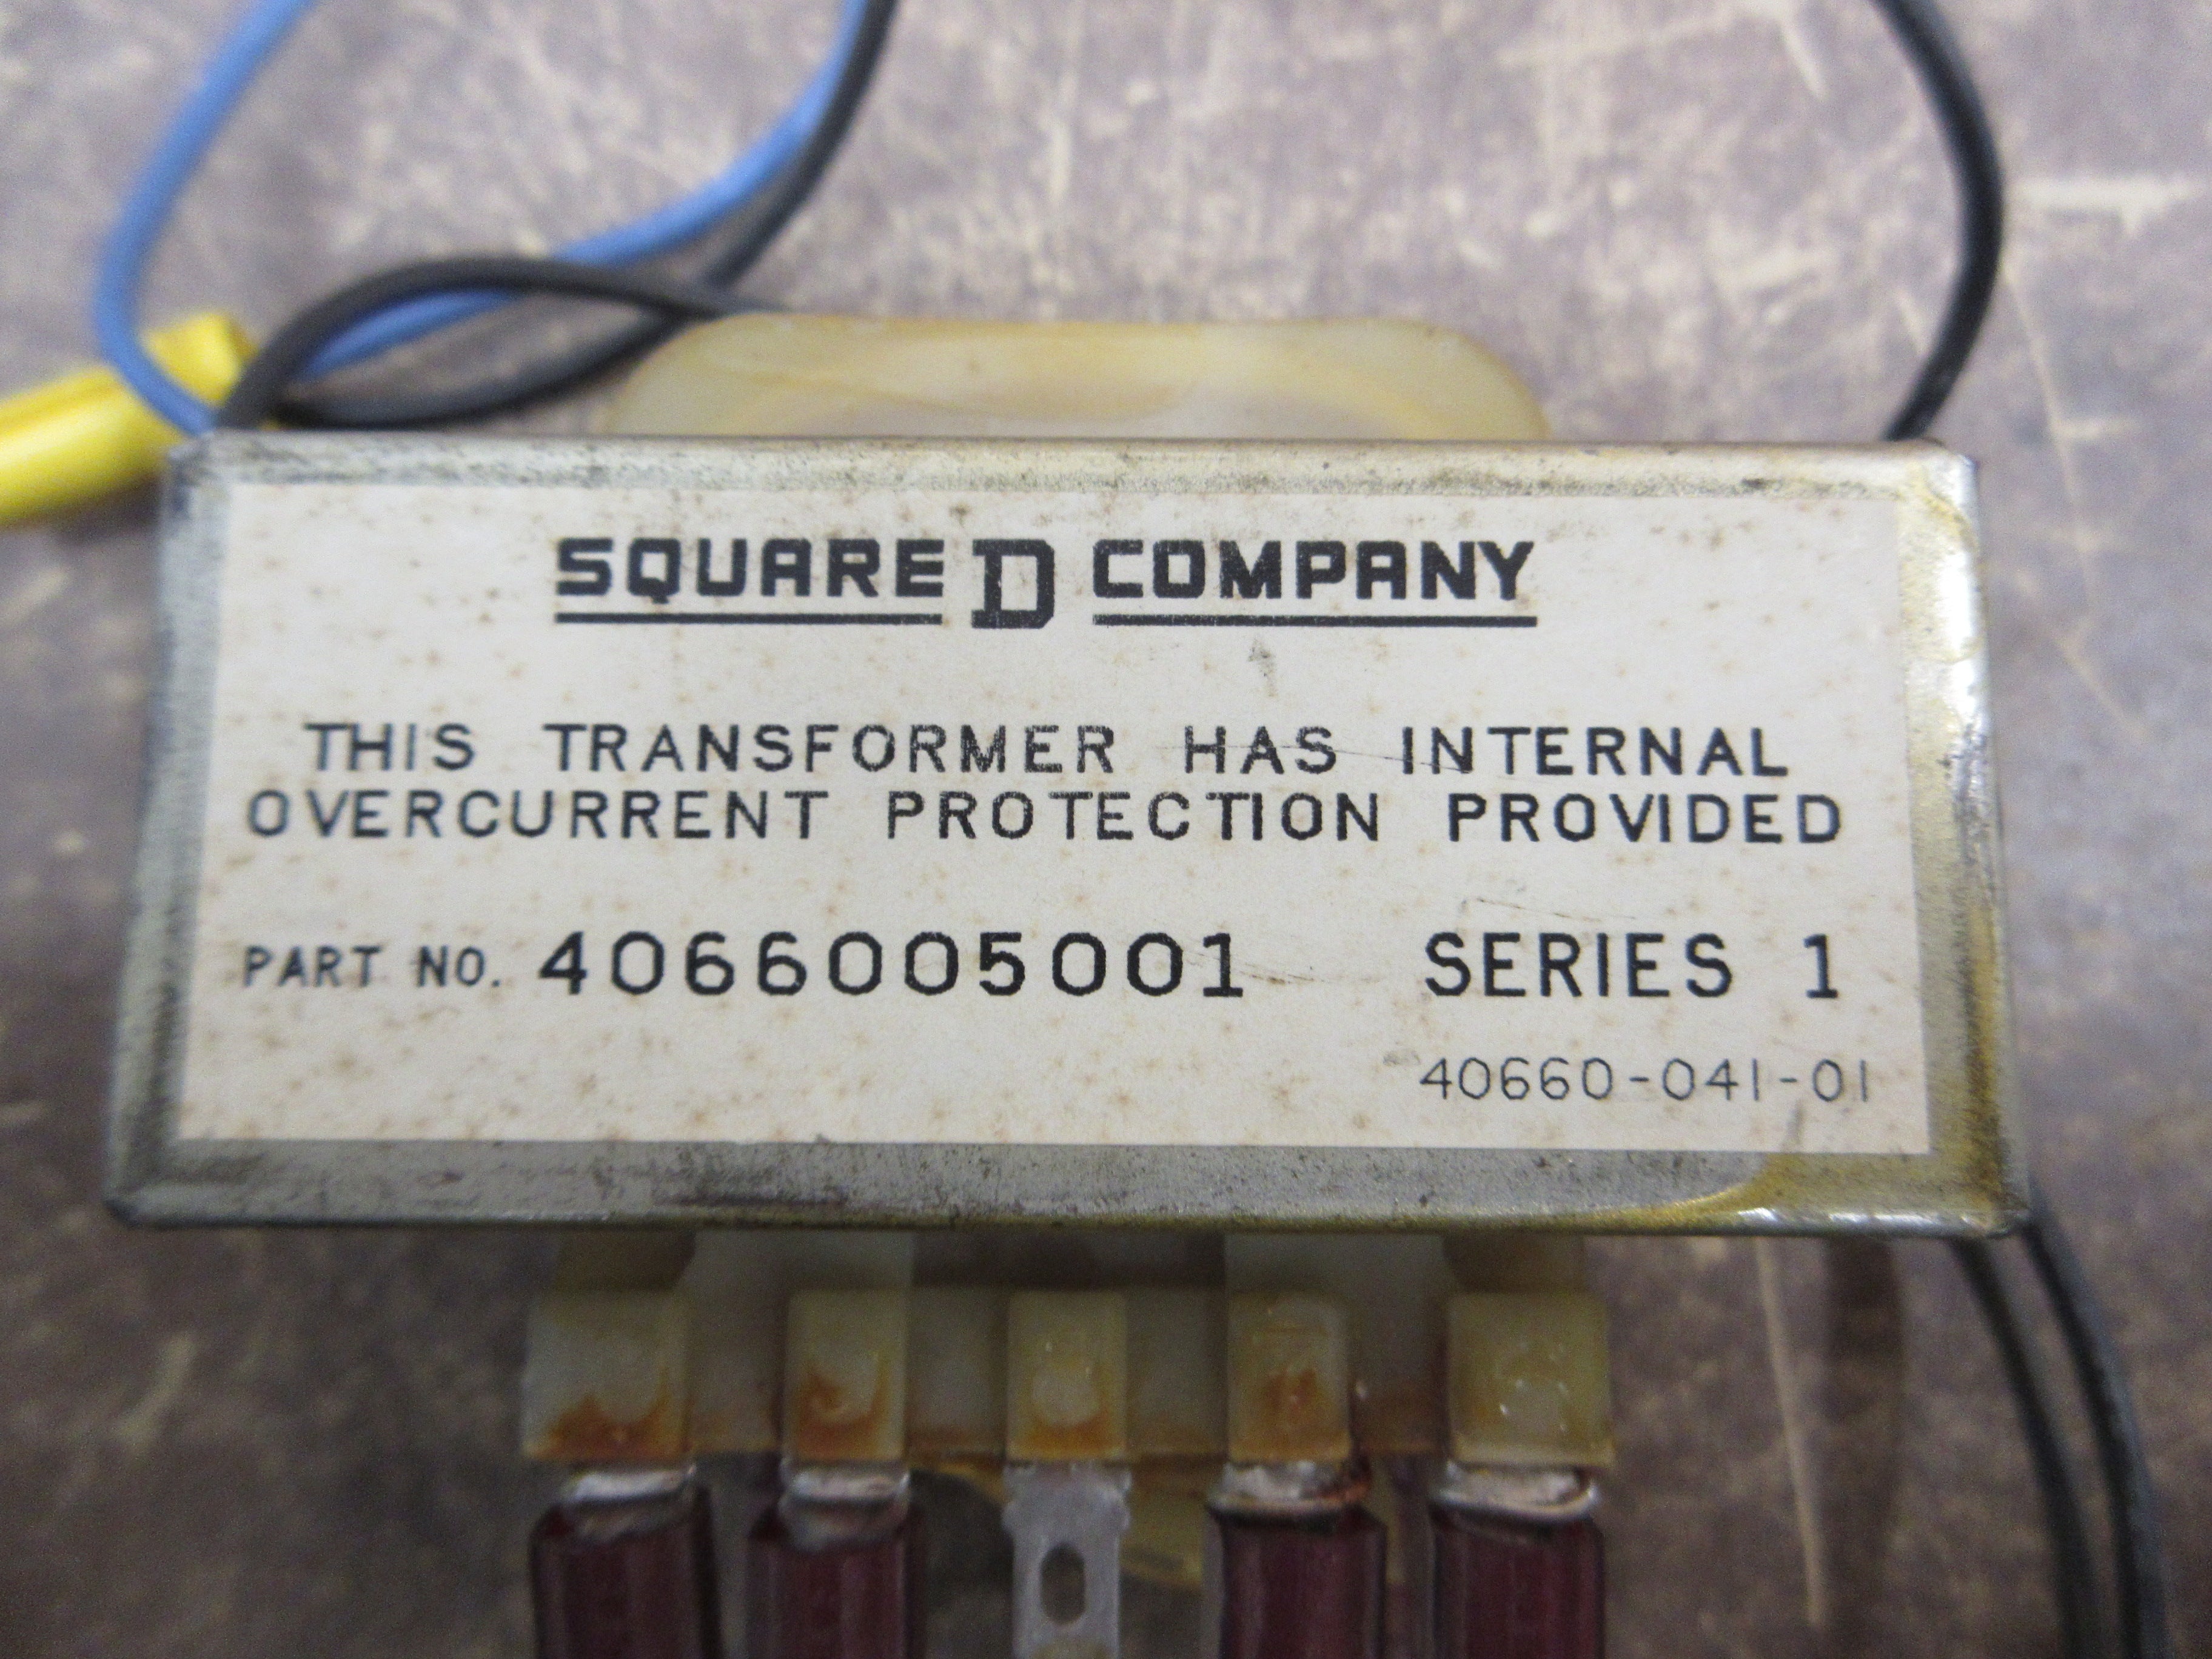 SQUARE D COMPANY
THIS TRANSFORMER HAS INTERNAL
OVERCURRENT PROTECTION PROVIDED
PART NO. 4066005001 SERIES 1
40660-041-01